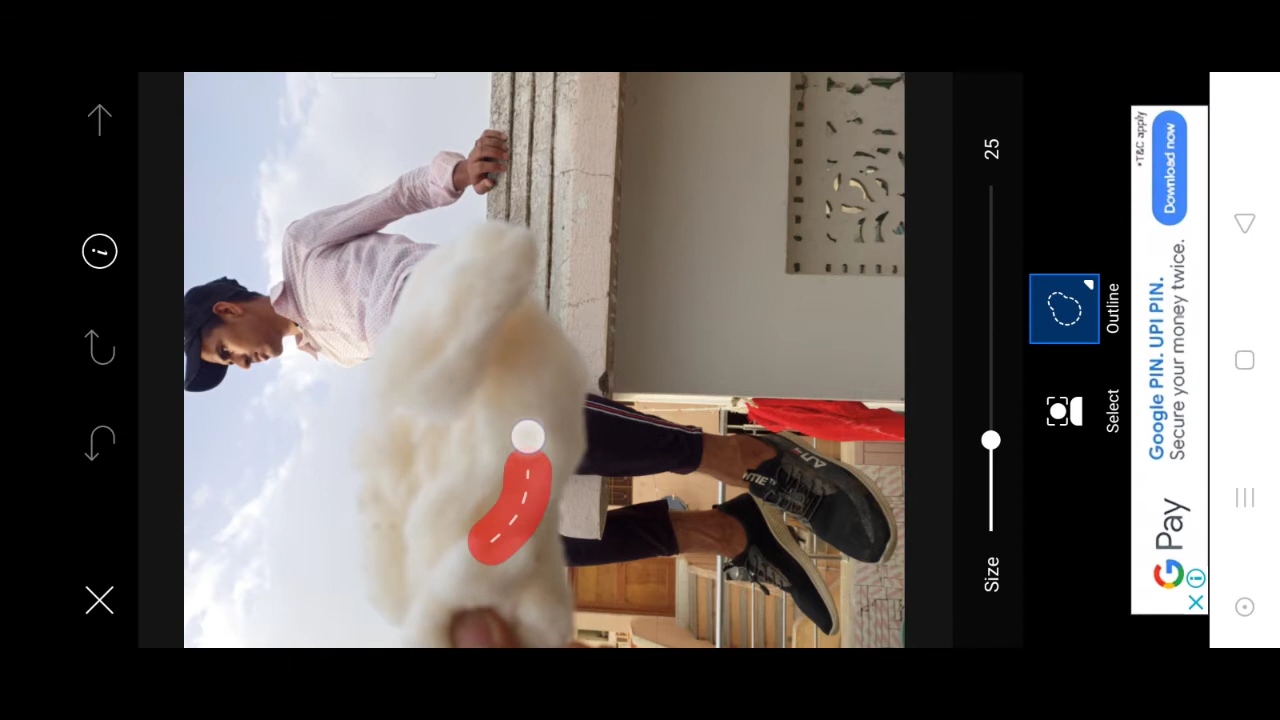 25
Size
Outline
Select
G Pay
Google PIN. UPI PIN.
Secure your money twice.
Download now
*T&C apply